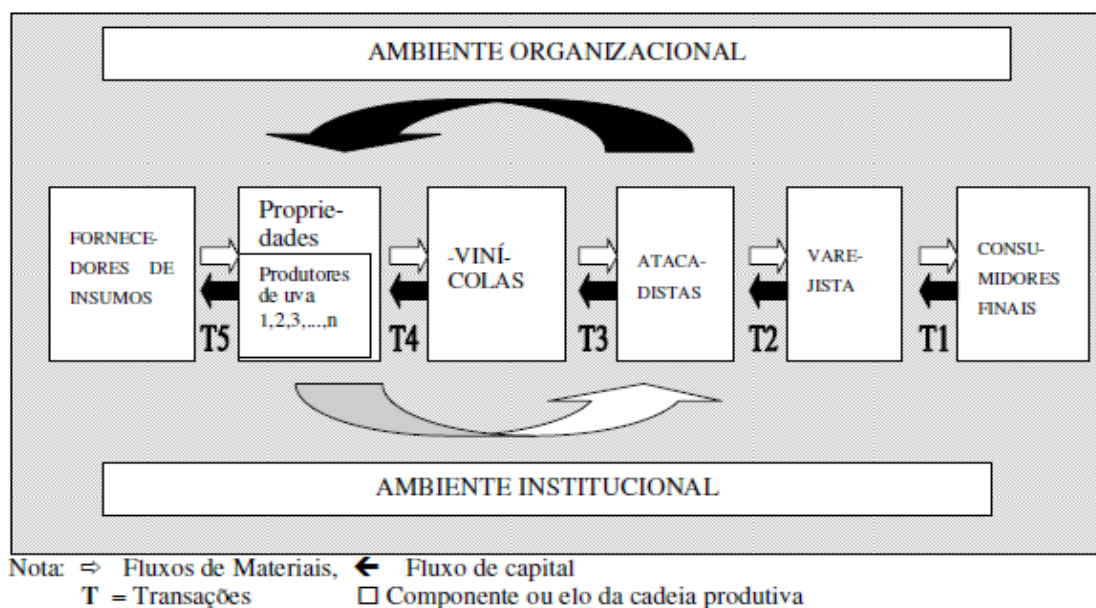 AMBIENTE ORGANIZACIONAL
FORNECE-
DORES DE
INSUMOS
T5
Proprie-
dades
Produtores
de uva
1,2,3,...,n
T4
-VINÍ-
COLAS
T3
ATACA-
DISTAS
T2
VARE-
JISTA
T1
CONSU-
MIDORES
FINAIS
AMBIENTE INSTITUCIONAL
Nota: ⇨ Fluxos de Materiais, 🡸 Fluxo de capital
T = Transações □ Componente ou elo da cadeia produtiva